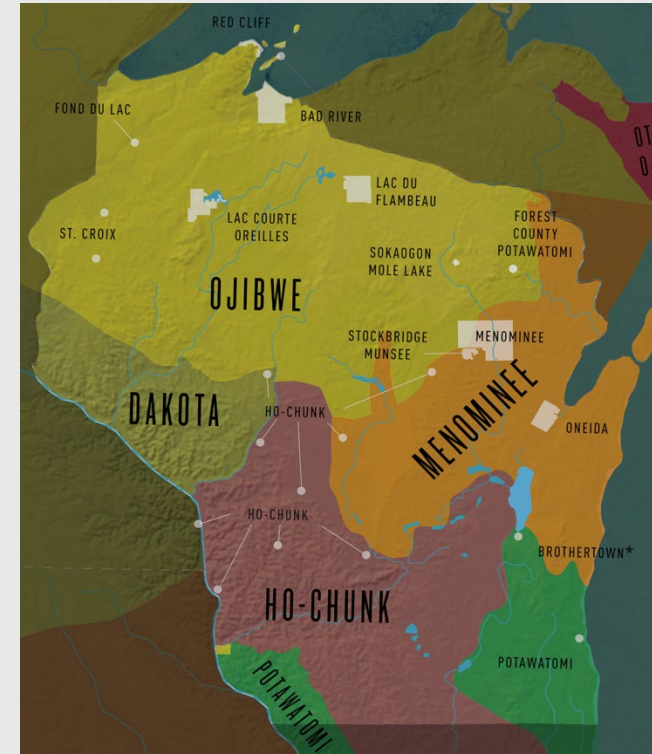 RED CLIFF
FOND DU LAC
BAD RIVER
LAC DU
FLAMBEAU
LAC COURTE
OREILLES
ST. CROIX
FOREST
COUNTY
POTAWATOMI
SOKAOGON
MOLE LAKE
OJIBWE
STOCKBRIDGE
MUNSEE
MENOMINEE
DAKOTA
HO-CHUNK
MENOMINEE
ONEIDA
HO-CHUNK
BROTHERTOWN*
HO-CHUNK
POTAWATOMI
POTAWATOMI